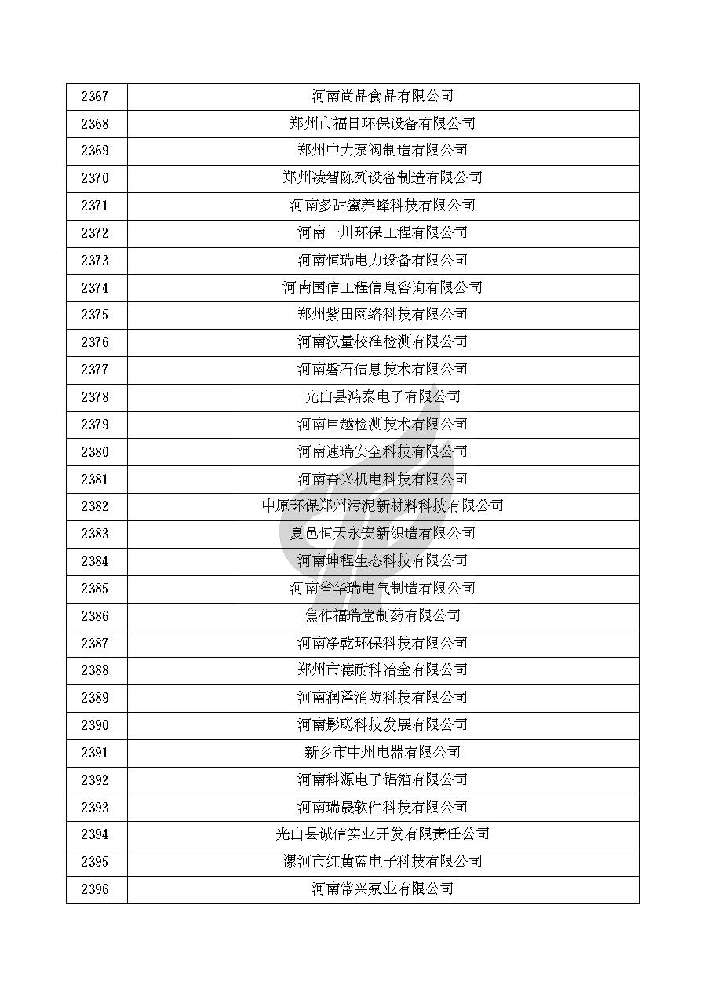 2367 河南尚品食品有限公司
2368 郑州市福日环保设备有限公司
2369 郑州中力泵阀制造有限公司
2370 郑州凌智陈列设备制造有限公司
2371 河南多甜蜜养蜂科技有限公司
2372 河南一川环保工程有限公司
2373 河南恒瑞电力设备有限公司
2374 河南国信工程信息咨询有限公司
2375 郑州紫田网络科技有限公司
2376 河南汉量校准检测有限公司
2377 河南磐石信息技术有限公司
2378 光山县鸿泰电子有限公司
2379 河南申越检测技术有限公司
2380 河南速瑞安全科技有限公司
2381 河南奋兴机电科技有限公司
2382 中原环保郑州污泥新材料科技有限公司
2383 夏邑恒天永安新织造有限公司
2384 河南坤程生态科技有限公司
2385 河南省华瑞电气制造有限公司
2386 焦作福瑞堂制药有限公司
2387 河南净乾环保科技有限公司
2388 郑州市德耐科冶金有限公司
2389 河南润泽消防科技有限公司
2390 河南影聪科技发展有限公司
2391 新乡市中州电器有限公司
2392 河南科源电子铝箔有限公司
2393 河南瑞晟软件科技有限公司
2394 光山县诚信实业开发有限责任公司
2395 漯河市红黄蓝电子科技有限公司
2396 河南常兴泵业有限公司